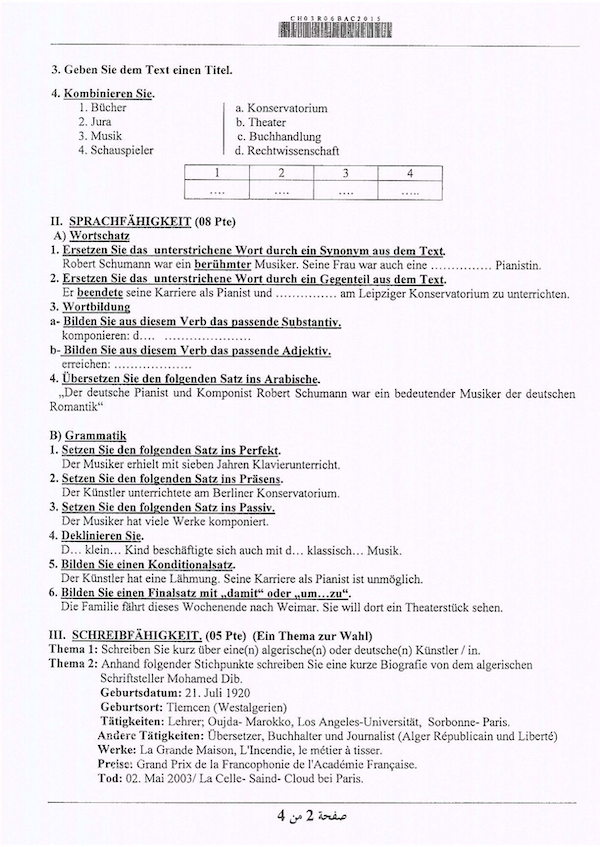 CH03R06BAC2015
3. Geben Sie dem Text einen Titel.
4. Kombinieren Sie.
1. Bücher a. Konservatorium
2. Jura b. Theater
3. Musik c. Buchhandlung
4. Schauspieler d. Rechtwissenschaft
1 2 3 4
.... .... .... .....
II. SPRACHFÄHIGKEIT (08 Pte)
A) Wortschatz
1. Ersetzen Sie das unterstrichene Wort durch ein Synonym aus dem Text.
Robert Schumann war ein berühmter Musiker. Seine Frau war auch eine …………… Pianistin.
2. Ersetzen Sie das unterstrichene Wort durch ein Gegenteil aus dem Text.
Er beendete seine Karriere als Pianist und …………… am Leipziger Konservatorium zu unterrichten.
3. Wortbildung
a- Bilden Sie aus diesem Verb das passende Substantiv.
komponieren: d…. ………………….
b- Bilden Sie aus diesem Verb das passende Adjektiv.
erreichen: ………………..
4. Übersetzen Sie den folgenden Satz ins Arabische.
„Der deutsche Pianist und Komponist Robert Schumann war ein bedeutender Musiker der deutschen
Romantik“
B) Grammatik
1. Setzen Sie den folgenden Satz ins Perfekt.
Der Musiker erhielt mit sieben Jahren Klavierunterricht.
2. Setzen Sie den folgenden Satz ins Präsens.
Der Künstler unterrichtete am Berliner Konservatorium.
3. Setzen Sie den folgenden Satz ins Passiv.
Der Musiker hat viele Werke komponiert.
4. Deklinieren Sie.
D… klein… Kind beschäftigte sich auch mit d… klassisch… Musik.
5. Bilden Sie einen Konditionalsatz.
Der Künstler hat eine Lähmung. Seine Karriere als Pianist ist unmöglich.
6. Bilden Sie einen Finalsatz mit „damit“ oder „um…zu“.
Die Familie fährt dieses Wochenende nach Weimar. Sie will dort ein Theaterstück sehen.
III. SCHREIBFÄHIGKEIT. (05 Pte) (Ein Thema zur Wahl)
Thema 1: Schreiben Sie kurz über eine(n) algerische(n) oder deutsche(n) Künstler / in.
Thema 2: Anhand folgender Stichpunkte schreiben Sie eine kurze Biografie von dem algerischen
Schriftsteller Mohamed Dib.
Geburtsdatum: 21. Juli 1920
Geburtsort: Tlemcen (Westalgerien)
Tätigkeiten: Lehrer; Oujda- Marokko, Los Angeles-Universität, Sorbonne- Paris.
Andere Tätigkeiten: Übersetzer, Buchhalter und Journalist (Alger Républicain und Liberté)
Werke: La Grande Maison, L'Incendie, le métier à tisser.
Preise: Grand Prix de la Francophonie de l'Académie Française.
Tod: 02. Mai 2003/ La Celle- Saind- Cloud bei Paris.
صفحة 2 من 4